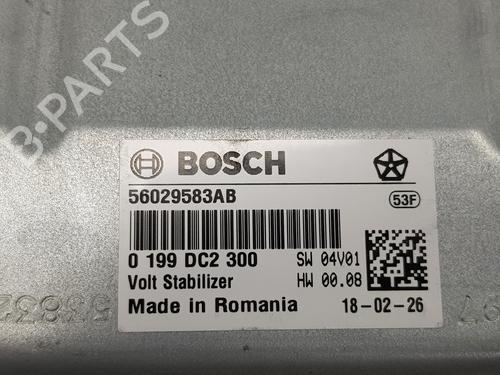 B-PARTS
BOSCH
56029583AB
53F
0 199 DC2 300 SW 04V01
Volt Stabilizer HW 00.08
Made in Romania 18-02-26